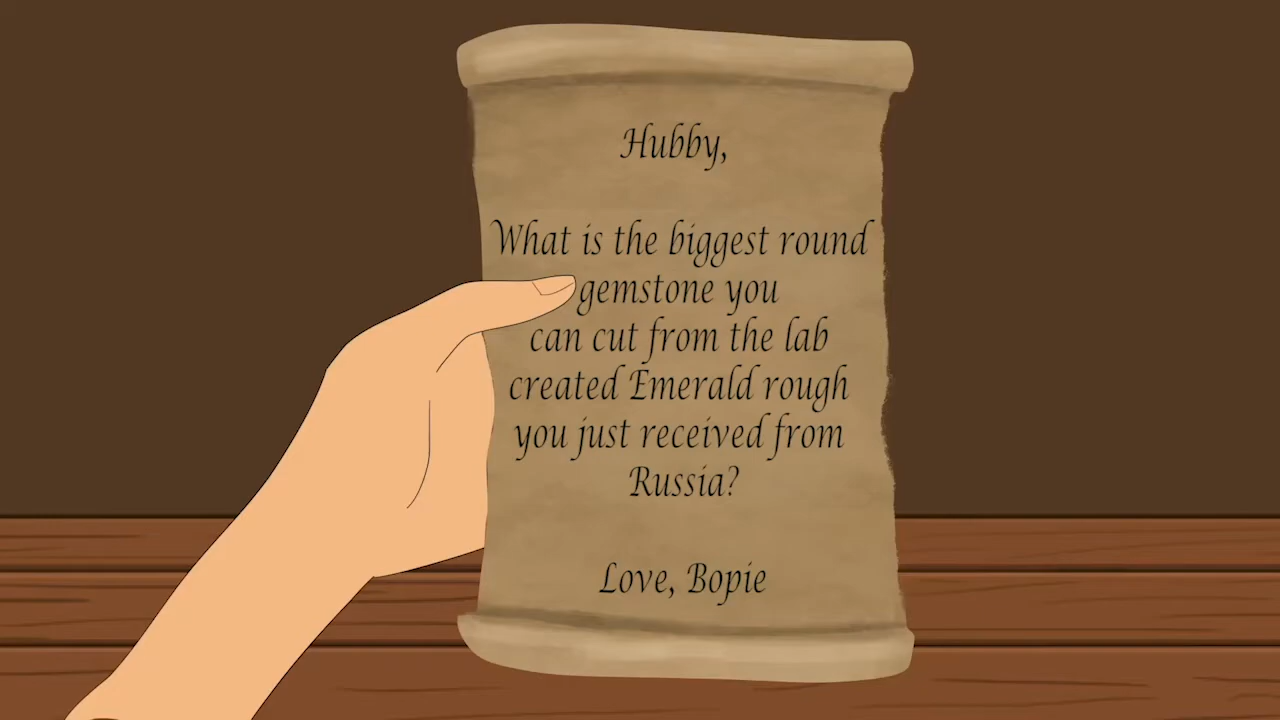 Hubby,
What is the biggest round
gemstone you
can cut from the lab
created Emerald rough
you just received from
Russia?
Love, Bopie